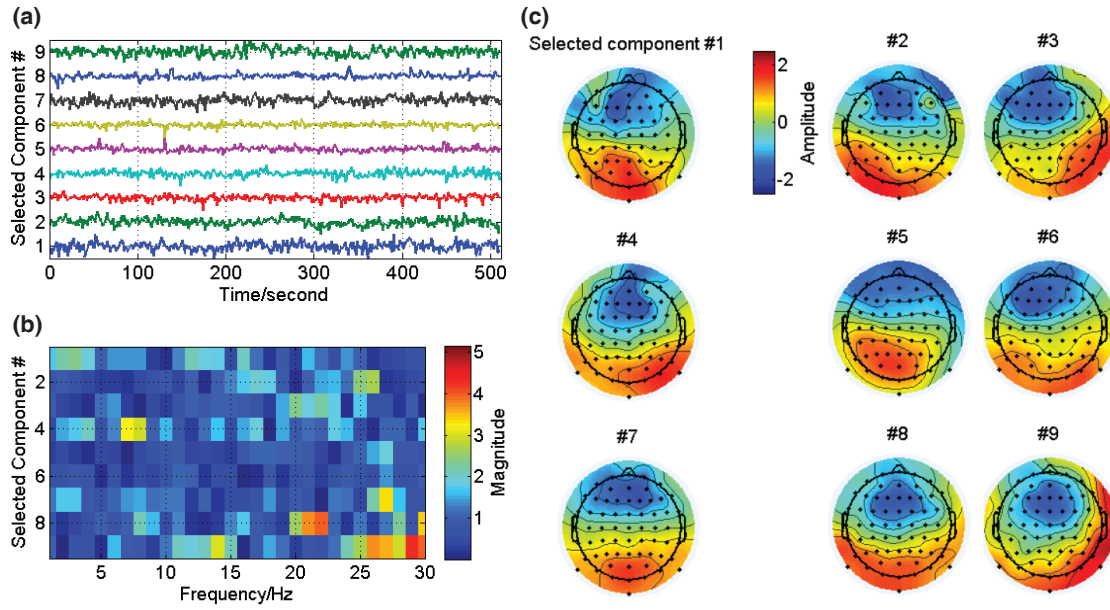 (a)
Selected Component #
9
8
7
6
5
4
3
2
1
0 100 200 300 400 500
Time/second
(b)
Selected Component #
2
4
6
8
5 10 15 20 25 30
Frequency/Hz
5
4
3
2
1
Magnitude
(c)
Selected component #1
2
0
-2
Amplitude
#2
#3
#4
#5
#6
#7
#8
#9